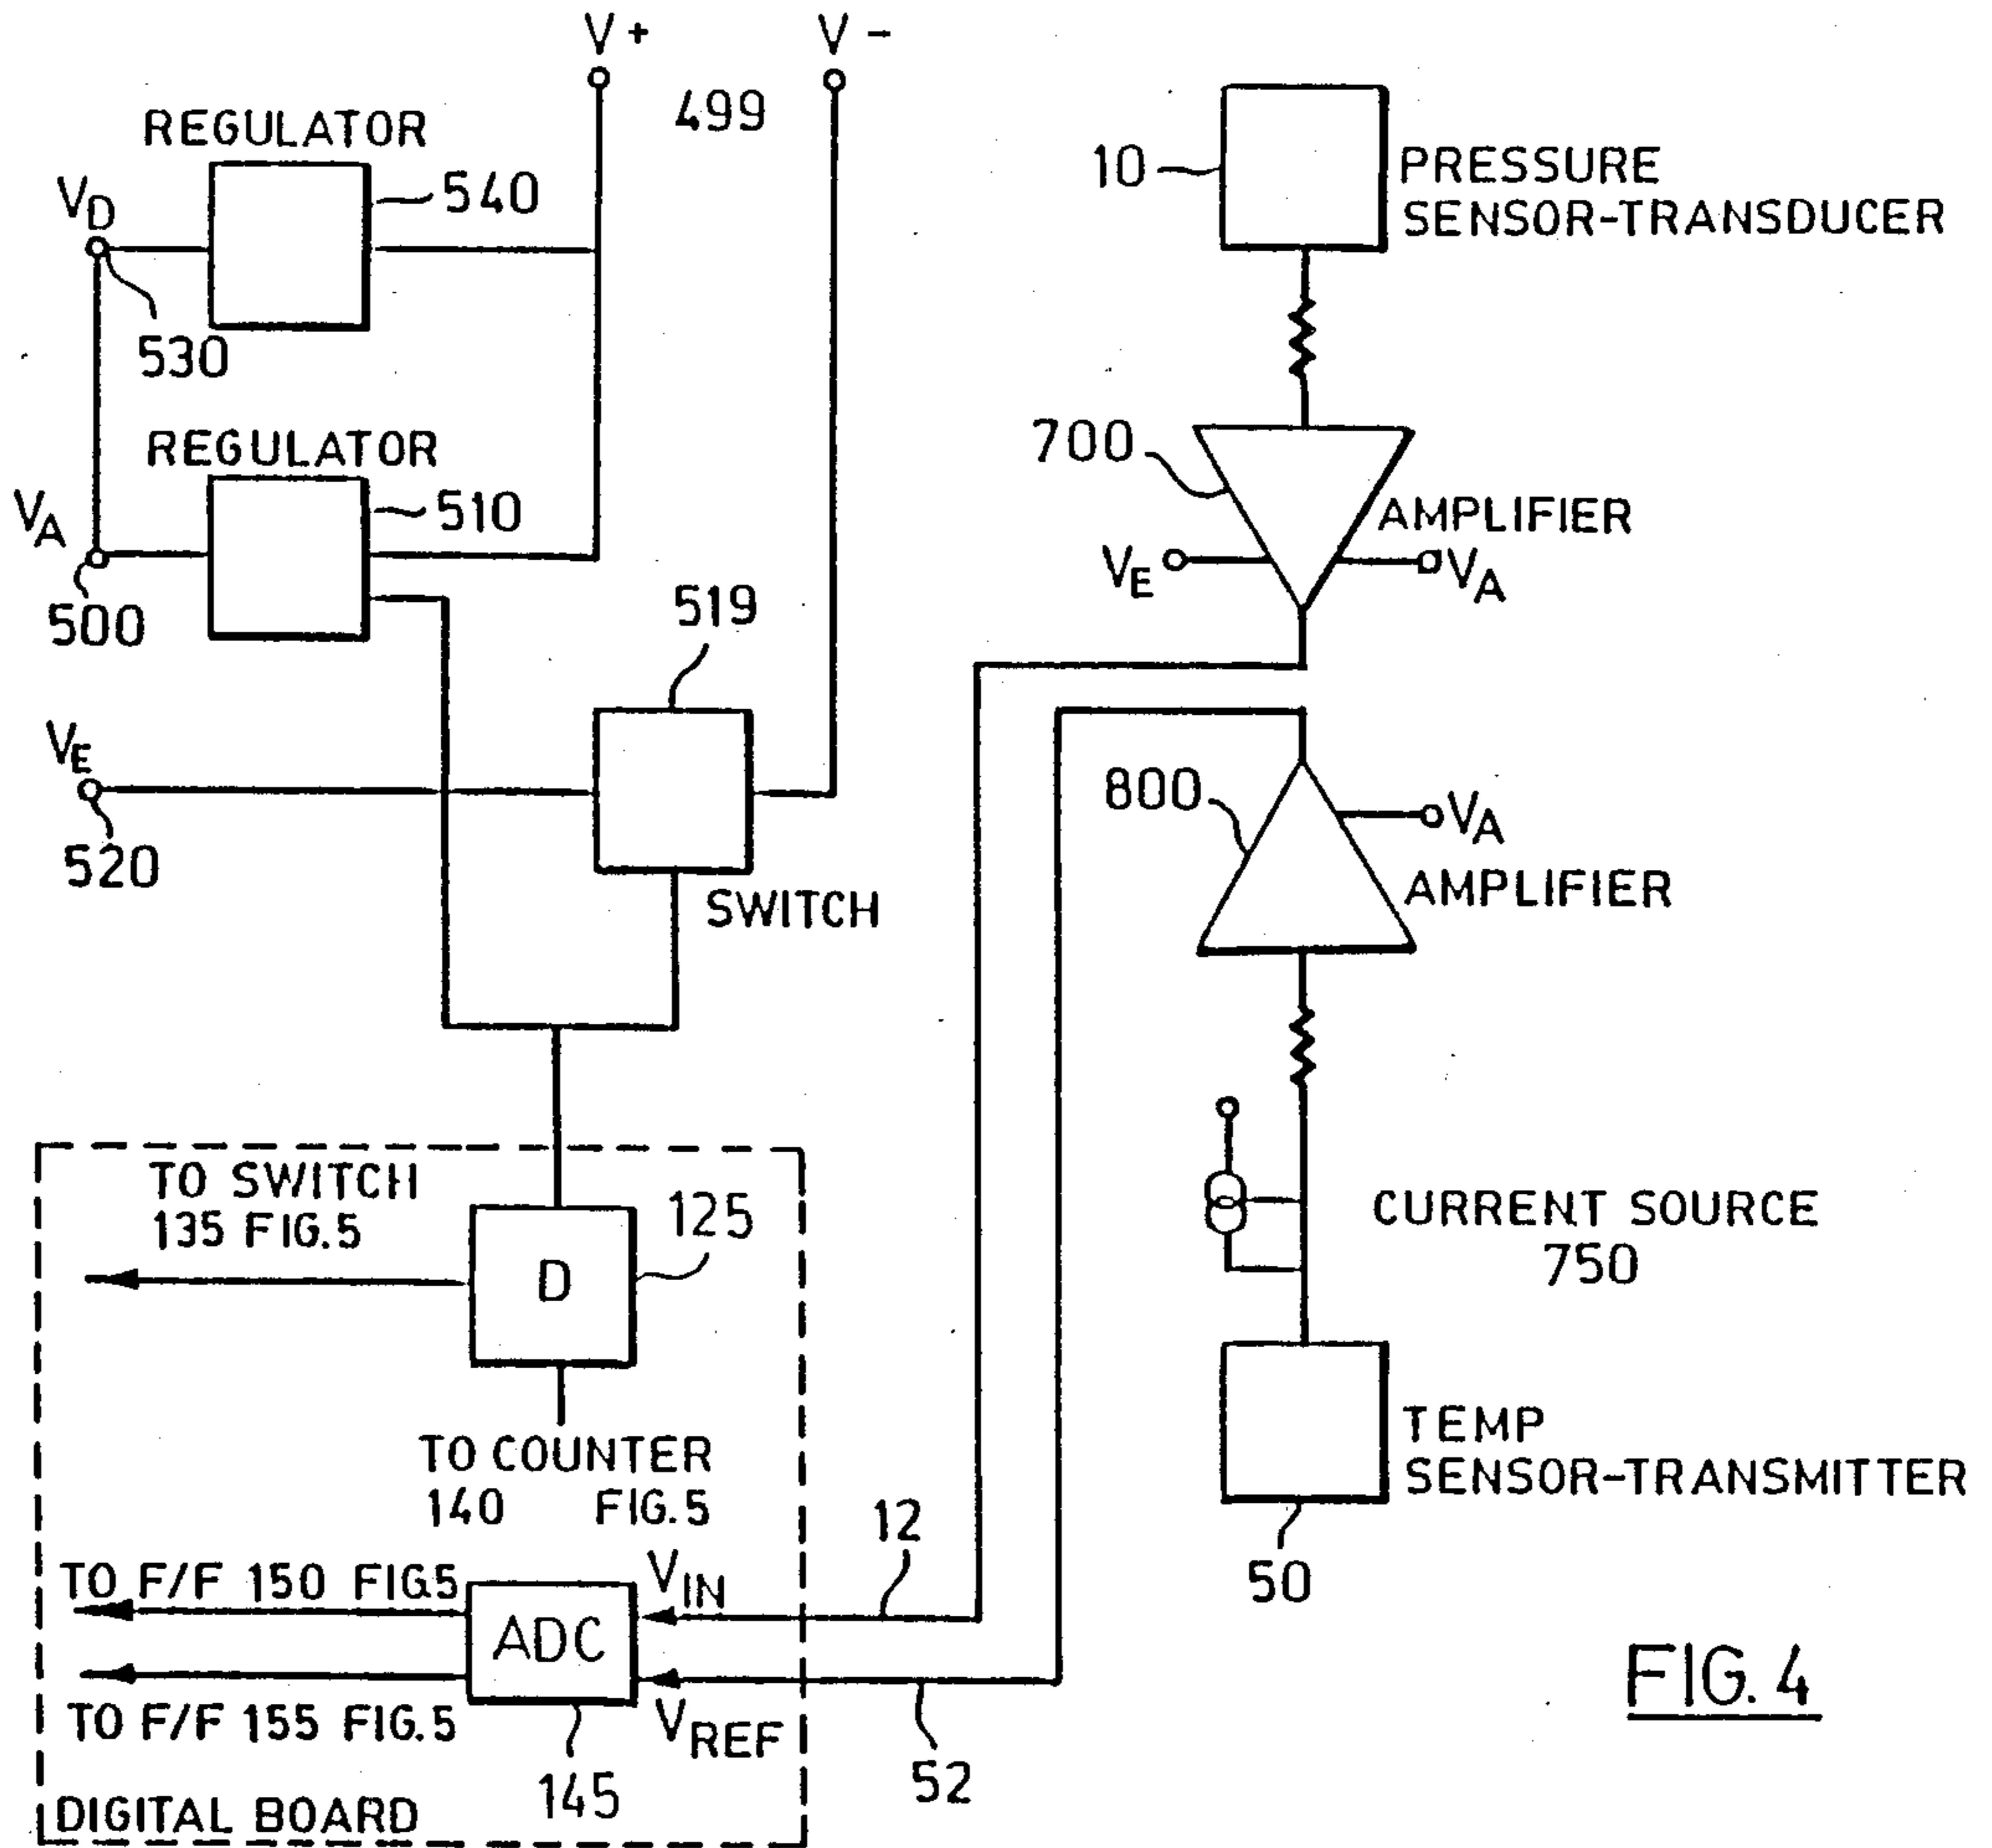 V+
V-
499
REGULATOR
540
VD
530
REGULATOR
510
VA
500
519
VE
520
SWITCH
10
PRESSURE
SENSOR-TRANSDUCER
700
AMPLIFIER
VE
VA
800
VA
AMPLIFIER
CURRENT SOURCE
750
TEMP
SENSOR-TRANSMITTER
50
TO SWITCH
135 FIG.5
D
125
TO COUNTER
140 FIG.5
TO F/F 150 FIG.5
ADC
VIN
12
TO F/F 155 FIG.5
VREF
52
145
DIGITAL BOARD
FIG. 4